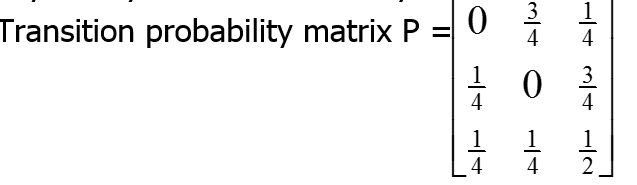 Transition probability matrix P = [ 0 3/4 1/4
1/4 0 3/4
1/4 1/4 1/2 ]